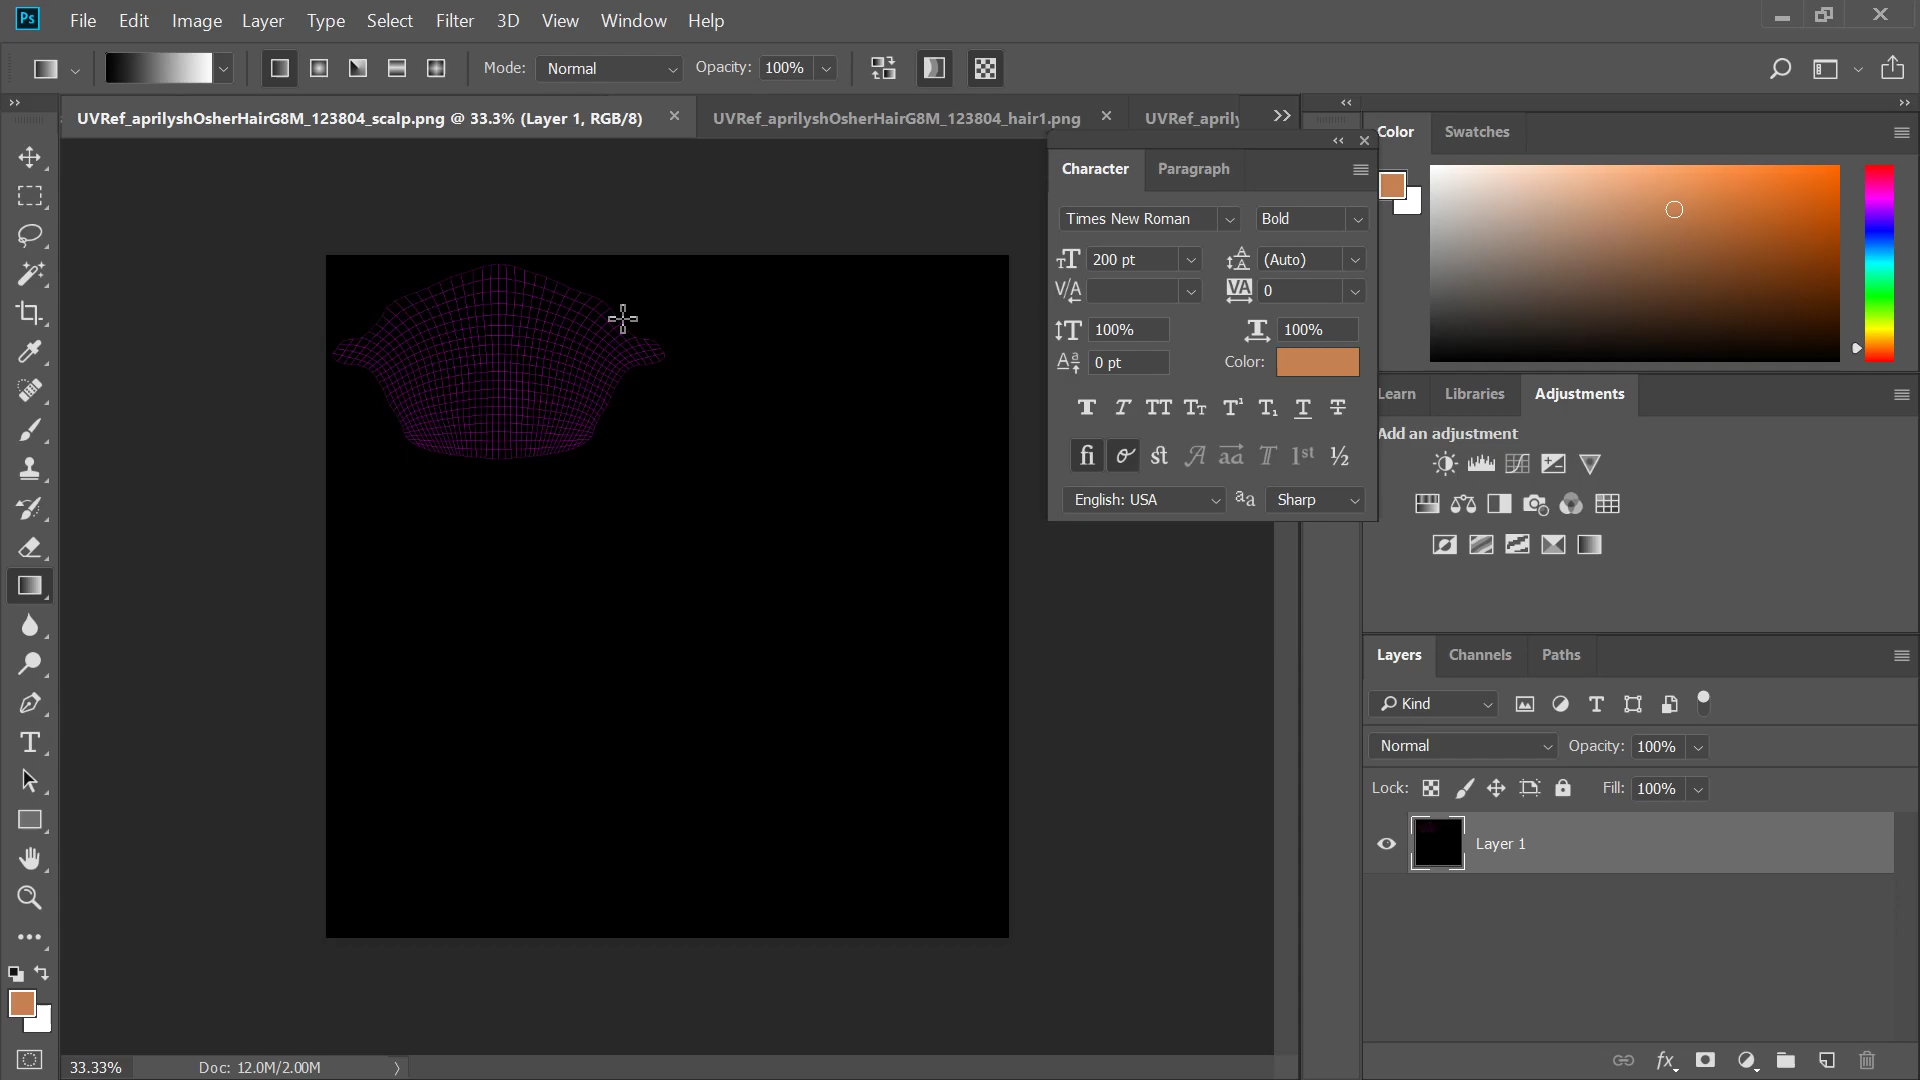 Ps File Edit Image Layer Type Select Filter 3D View Window Help
Mode: Normal Opacity: 100%
UVRef_aprilyshOsherHairG8M_123804_scalp.png @ 33.3% (Layer 1, RGB/8) UVRef_aprilyshOsherHairG8M_123804_hair1.png UVRef_aprily
Color Swatches
Character Paragraph
Times New Roman Bold
200 pt (Auto)
0
100% 100%
0 pt Color:
English: USA Sharp
Learn Libraries Adjustments
Add an adjustment
Layers Channels Paths
Kind
Normal Opacity: 100%
Lock: Fill: 100%
Layer 1
33.33% Doc: 12.0M/2.00M